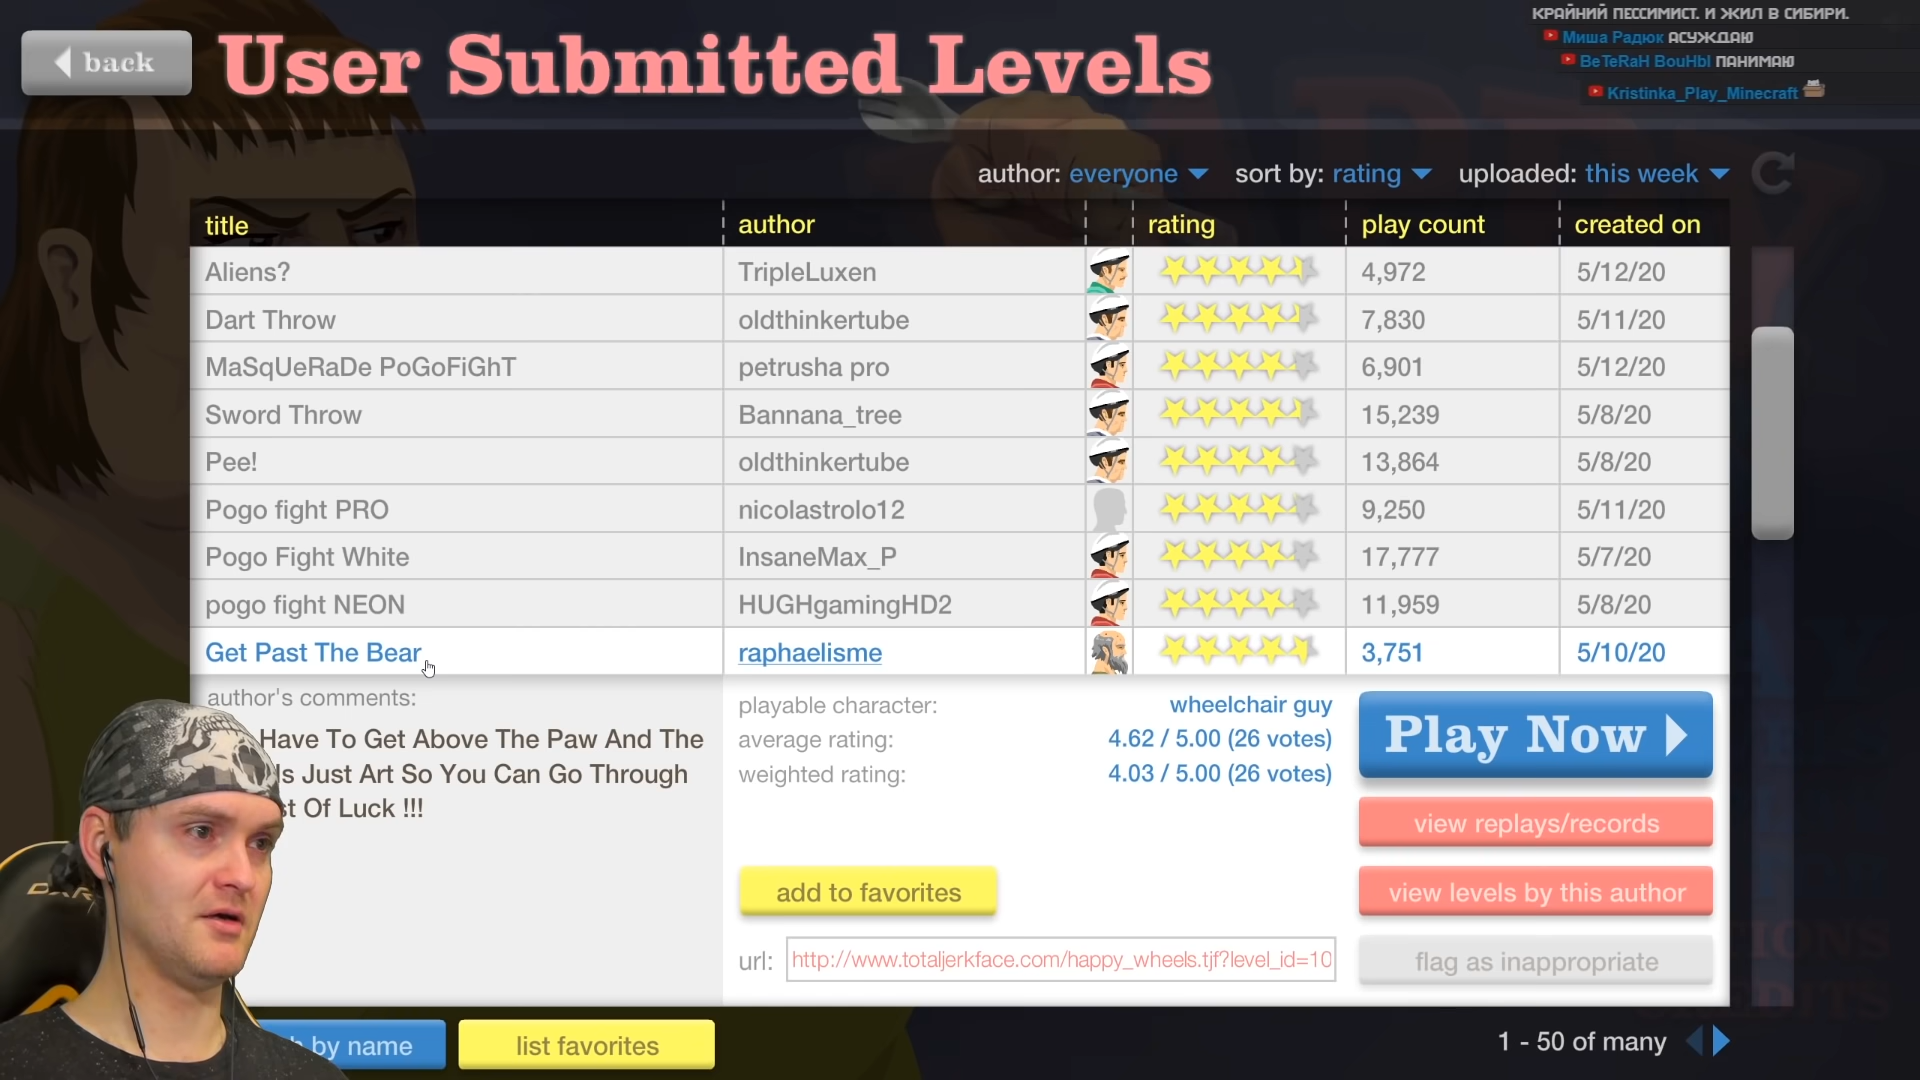 back
User Submitted Levels
КРАЙНИЙ ПЕССИМИСТ. И ЖИЛ В СИБИРИ.
Миша Радюк АСУЖДАЮ
BeTeRaH BouHbI ПАНИМАЮ
Kristinka_Play_Minecraft
author: everyone sort by: rating uploaded: this week
title author rating play count created on
Aliens? TripleLuxen 4,972 5/12/20
Dart Throw oldthinkertube 7,830 5/11/20
MaSqUeRaDe PoGoFiGhT petrusha pro 6,901 5/12/20
Sword Throw Bannana_tree 15,239 5/8/20
Pee! oldthinkertube 13,864 5/8/20
Pogo fight PRO nicolastrolo12 9,250 5/11/20
Pogo Fight White InsaneMax_P 17,777 5/7/20
pogo fight NEON HUGHgamingHD2 11,959 5/8/20
Get Past The Bear raphaelisme 3,751 5/10/20
author's comments:
Have To Get Above The Paw And The
Is Just Art So You Can Go Through
Of Luck !!!
playable character: wheelchair guy
average rating: 4.62 / 5.00 (26 votes)
weighted rating: 4.03 / 5.00 (26 votes)
add to favorites
url: http://www.totaljerkface.com/happy_wheels.tjf?level_id=10
Play Now
view replays/records
view levels by this author
flag as inappropriate
by name
list favorites
1 - 50 of many